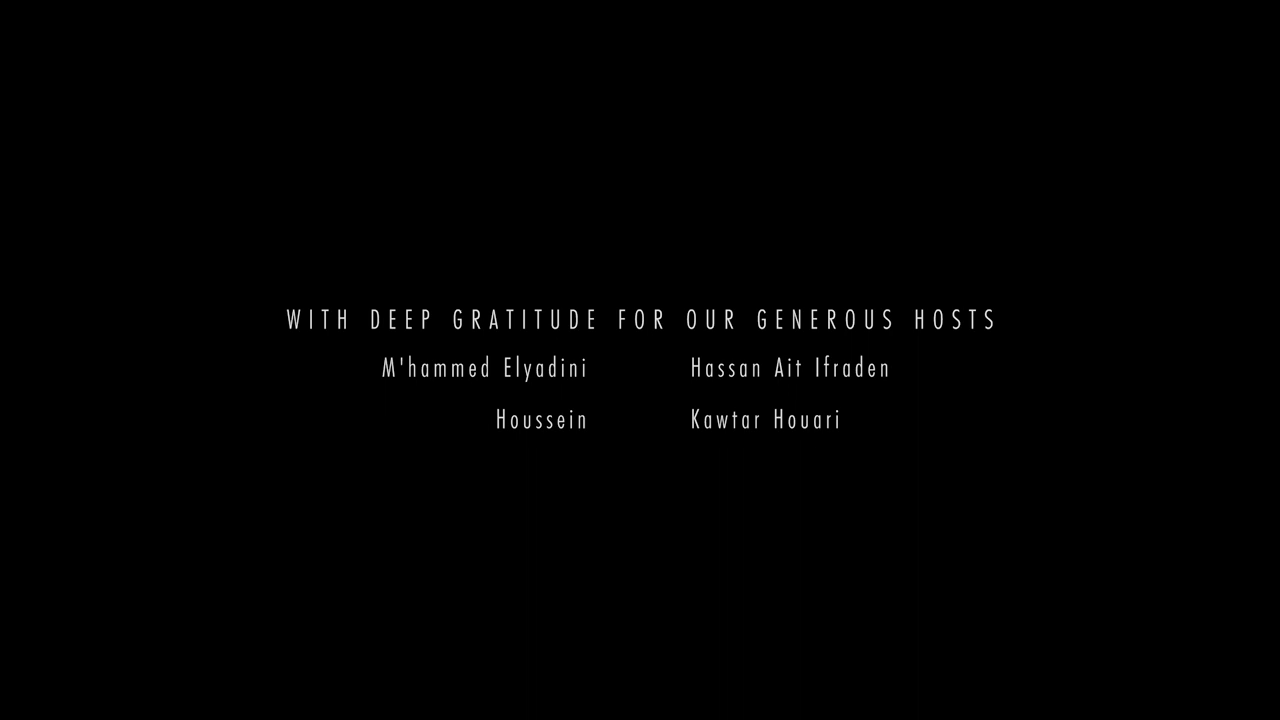 WITH DEEP GRATITUDE FOR OUR GENEROUS HOSTS
M'hammed Elyadini Hassan Ait Ifraden
Houssein Kawtar Houari